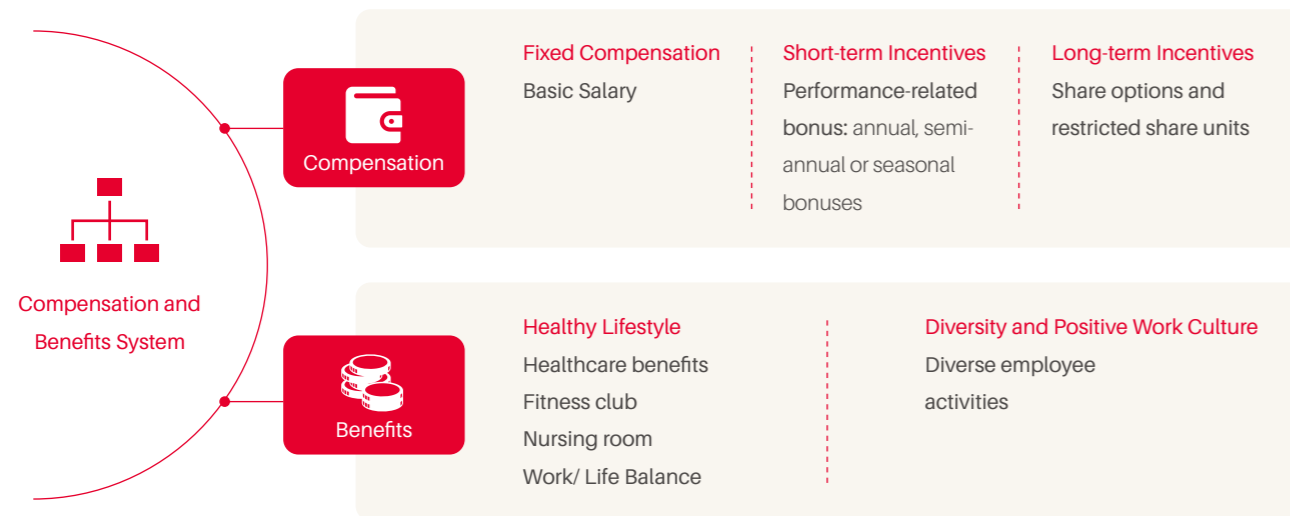 Compensation and
Benefits System
Compensation
Fixed Compensation
Basic Salary
Short-term Incentives
Performance-related
bonus: annual, semi-
annual or seasonal
bonuses
Long-term Incentives
Share options and
restricted share units
Benefits
Healthy Lifestyle
Healthcare benefits
Fitness club
Nursing room
Work/ Life Balance
Diversity and Positive Work Culture
Diverse employee
activities